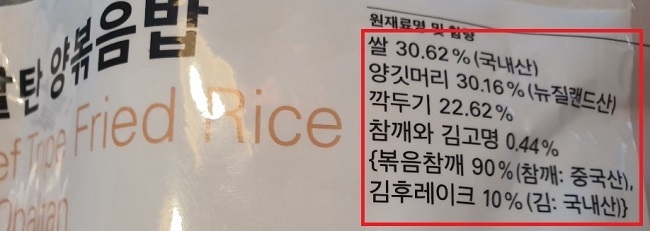 탄 양볶음밥
Tripe Fried Rice
원재료명 및 함량
쌀 30.62%(국내산)
양깃머리 30.16%(뉴질랜드산)
깍두기 22.62%
참깨와 김고명 0.44%
{볶음참깨 90%(참깨: 중국산),
김후레이크 10%(김: 국내산)}